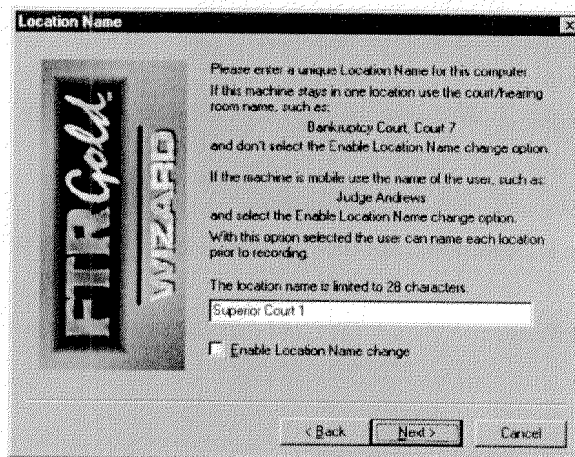 Location Name
FTR Gold
WIZARD
Please enter a unique Location Name for this computer.
If this machine stays in one location use the court/hearing
room name, such as:
Bankruptcy Court, Court 7
and don't select the Enable Location Name change option.
If the machine is mobile use the name of the user, such as:
Judge Andrews
and select the Enable Location Name change option.
With this option selected the user can name each location
prior to recording.
The location name is limited to 28 characters
Superior Court 1
Enable Location Name change
< Back
Next >
Cancel